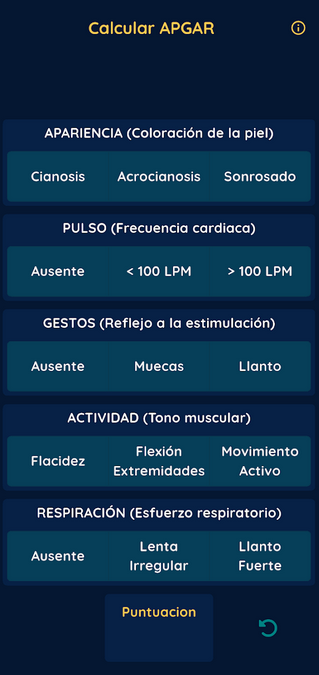 Calcular APGAR
APARIENCIA (Coloración de la piel)
Cianosis
Acrocianosis
Sonrosado
PULSO (Frecuencia cardiaca)
Ausente
< 100 LPM
> 100 LPM
GESTOS (Reflejo a la estimulación)
Ausente
Muecas
Llanto
ACTIVIDAD (Tono muscular)
Flacidez
Flexión
Extremidades
Movimiento
Activo
RESPIRACIÓN (Esfuerzo respiratorio)
Ausente
Lenta
Irregular
Llanto
Fuerte
Puntuacion